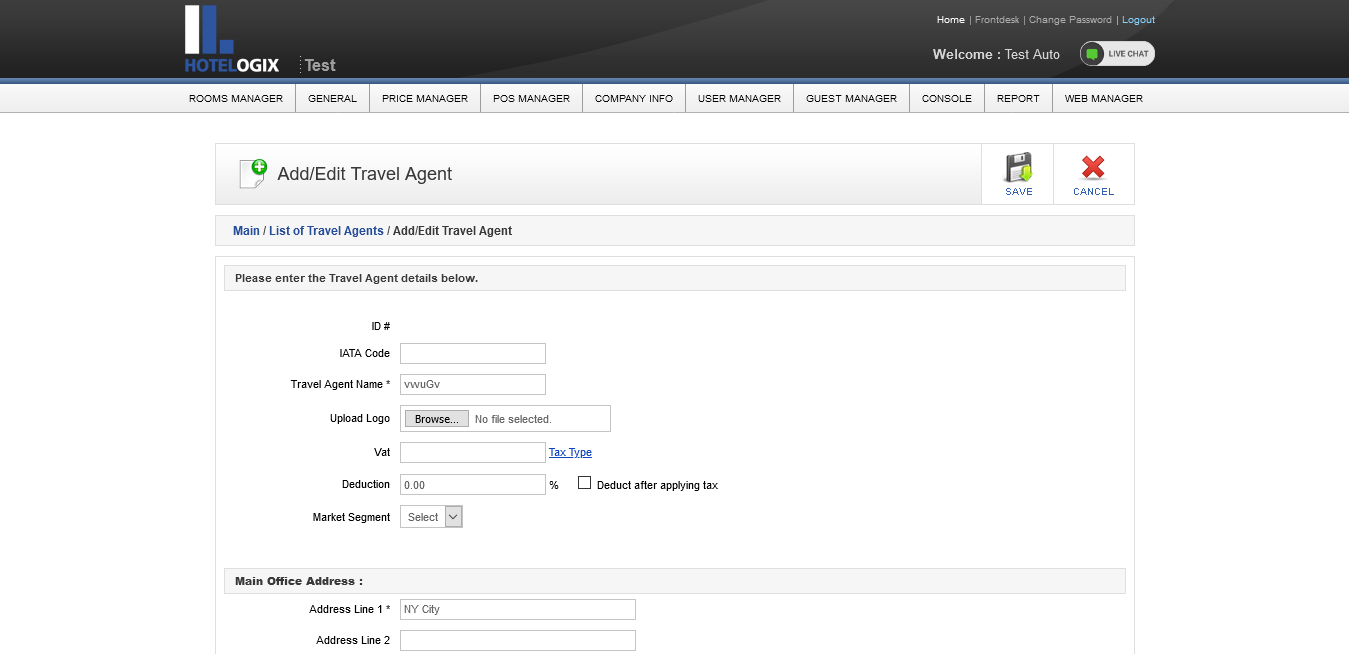 Home | Frontdesk | Change Password | Logout
HOTELOGIX Test
Welcome : Test Auto LIVE CHAT
ROOMS MANAGER GENERAL PRICE MANAGER POS MANAGER COMPANY INFO USER MANAGER GUEST MANAGER CONSOLE REPORT WEB MANAGER
Add/Edit Travel Agent
SAVE CANCEL
Main / List of Travel Agents / Add/Edit Travel Agent
Please enter the Travel Agent details below.
ID #
IATA Code
Travel Agent Name * vwuGv
Upload Logo Browse... No file selected.
Vat Tax Type
Deduction 0.00 % Deduct after applying tax
Market Segment Select
Main Office Address :
Address Line 1 * NY City
Address Line 2